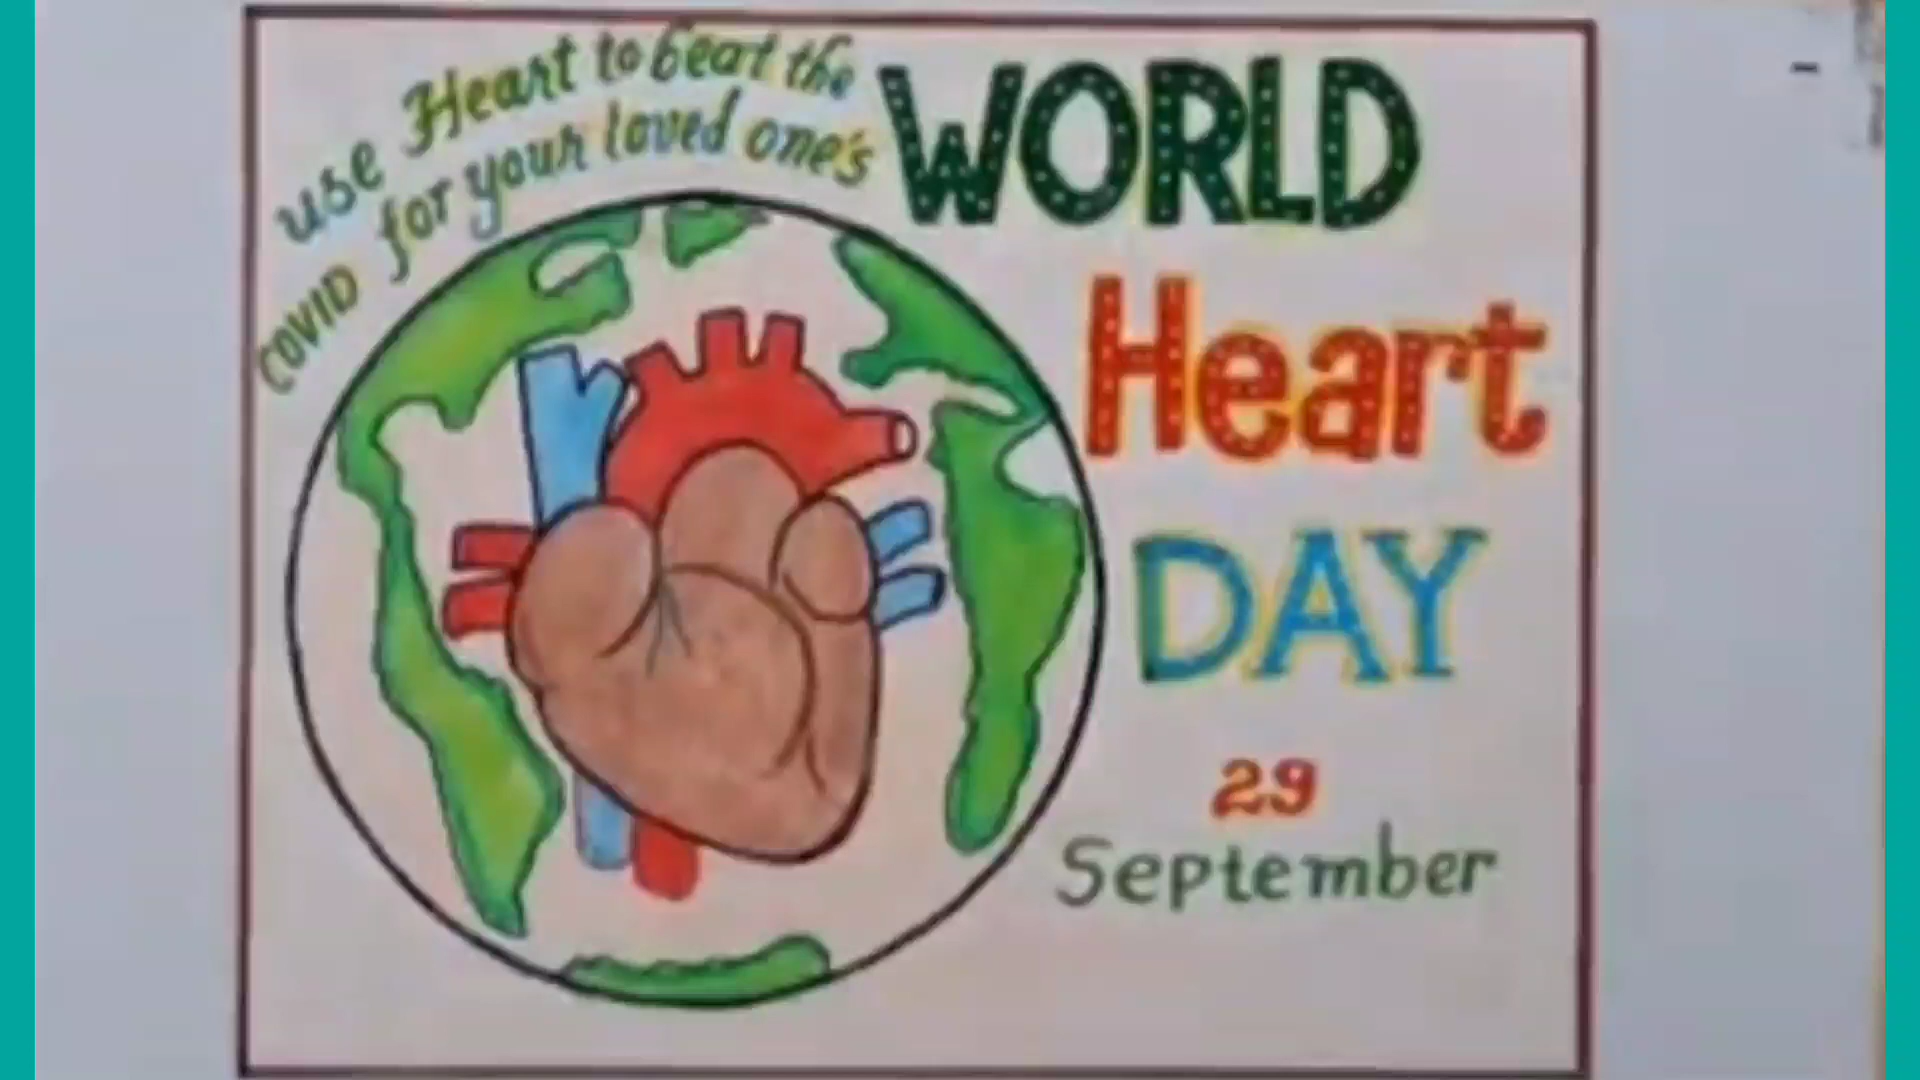 use Heart to beat the
COVID for your loved one's
WORLD
Heart
DAY
29
September